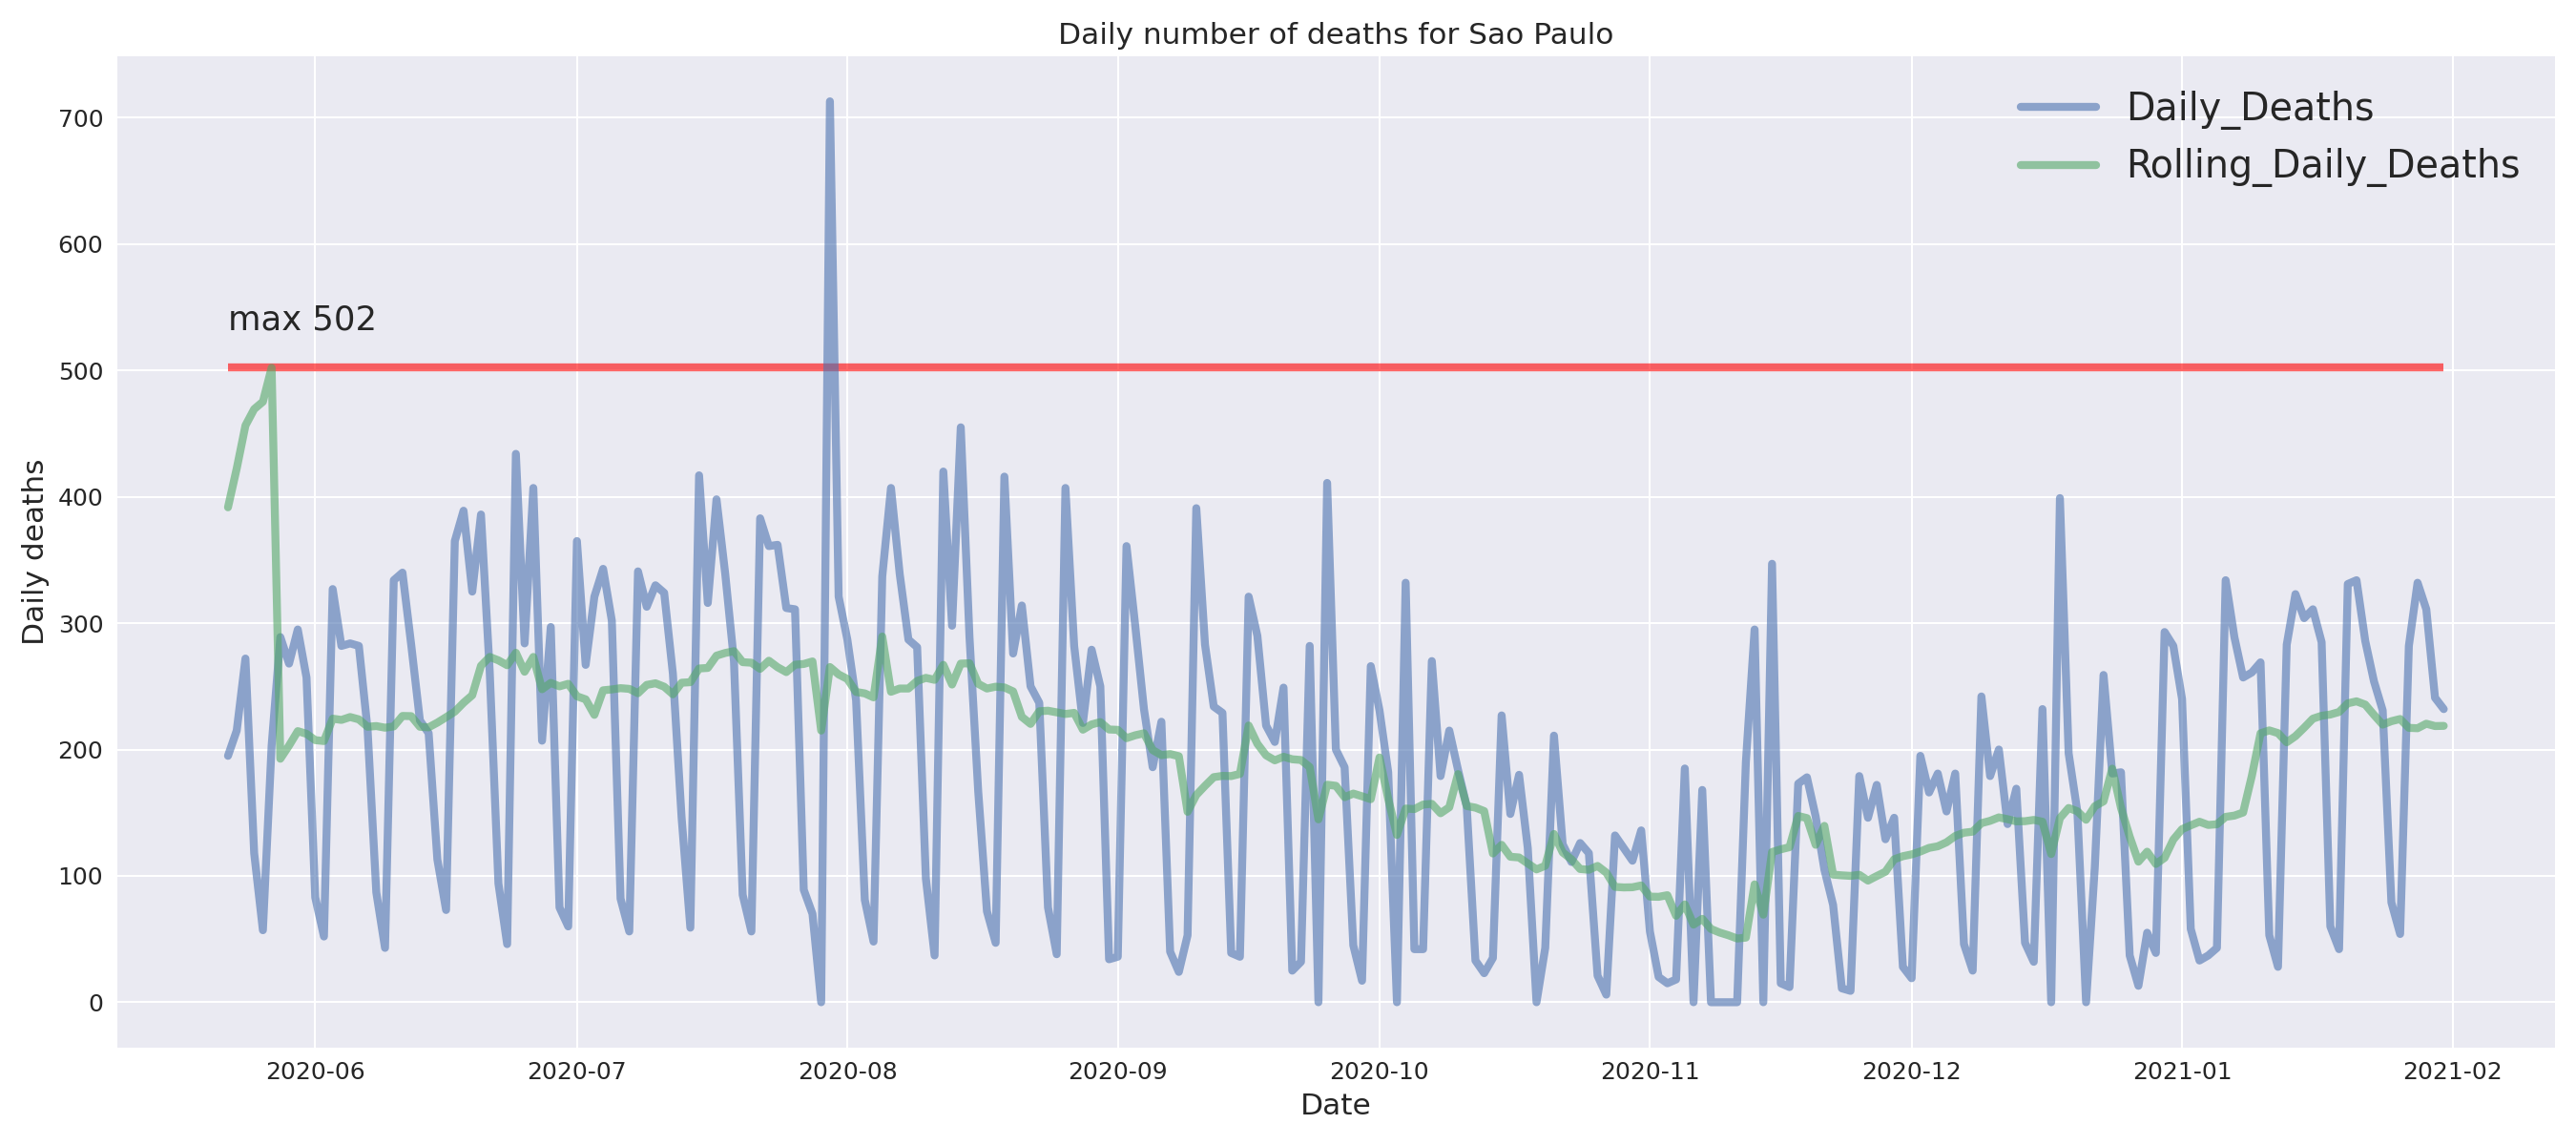 Daily number of deaths for Sao Paulo
Daily_Deaths
Rolling_Daily_Deaths
max 502
Daily deaths
700
600
500
400
300
200
100
0
2020-06 2020-07 2020-08 2020-09 2020-10 2020-11 2020-12 2021-01 2021-02
Date